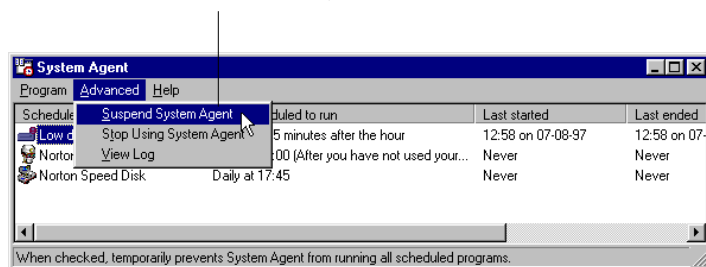 System Agent
Program Advanced Help
Suspend System Agent
Stop Using System Agent
View Log
Schedule duled to run Last started Last ended
Low d 5 minutes after the hour 12:58 on 07-08-97 12:58 on 07-
Norton :00 (After you have not used your... Never Never
Norton Speed Disk Daily at 17:45 Never Never
When checked, temporarily prevents System Agent from running all scheduled programs.